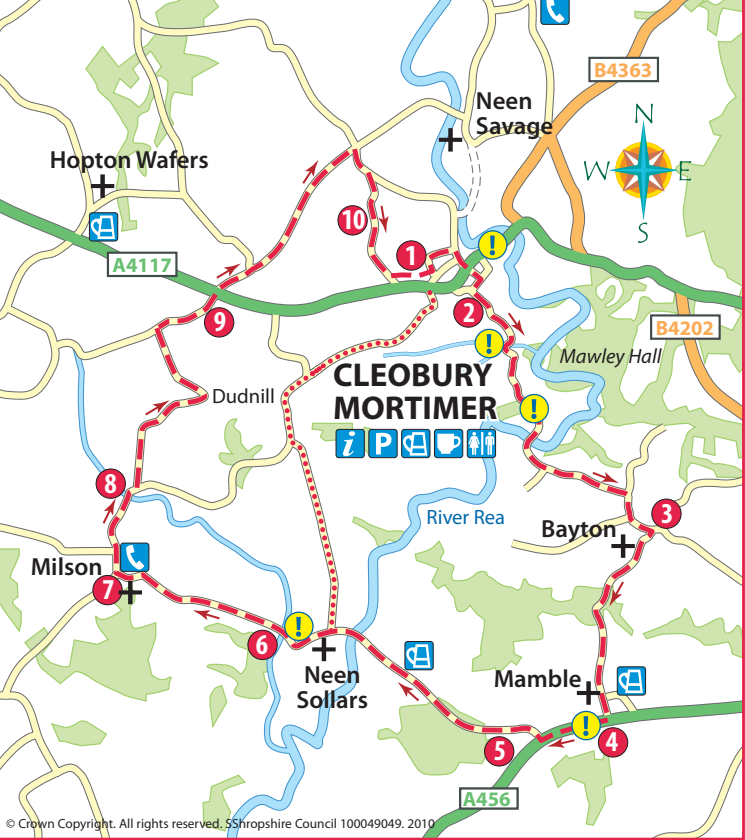 B4363
N
Neen
Savage
W
E
Hopton Wafers
S
10
1
!
A4117
2
9
B4202
!
Mawley Hall
CLEOBURY
Dudnill
MORTIMER
!
i P
8
3
River Rea
Bayton
Milson
7
!
6
Neen
Sollars
Mamble
!
5
4
A456
© Crown Copyright. All rights reserved. SShropshire Council 100049049. 2010